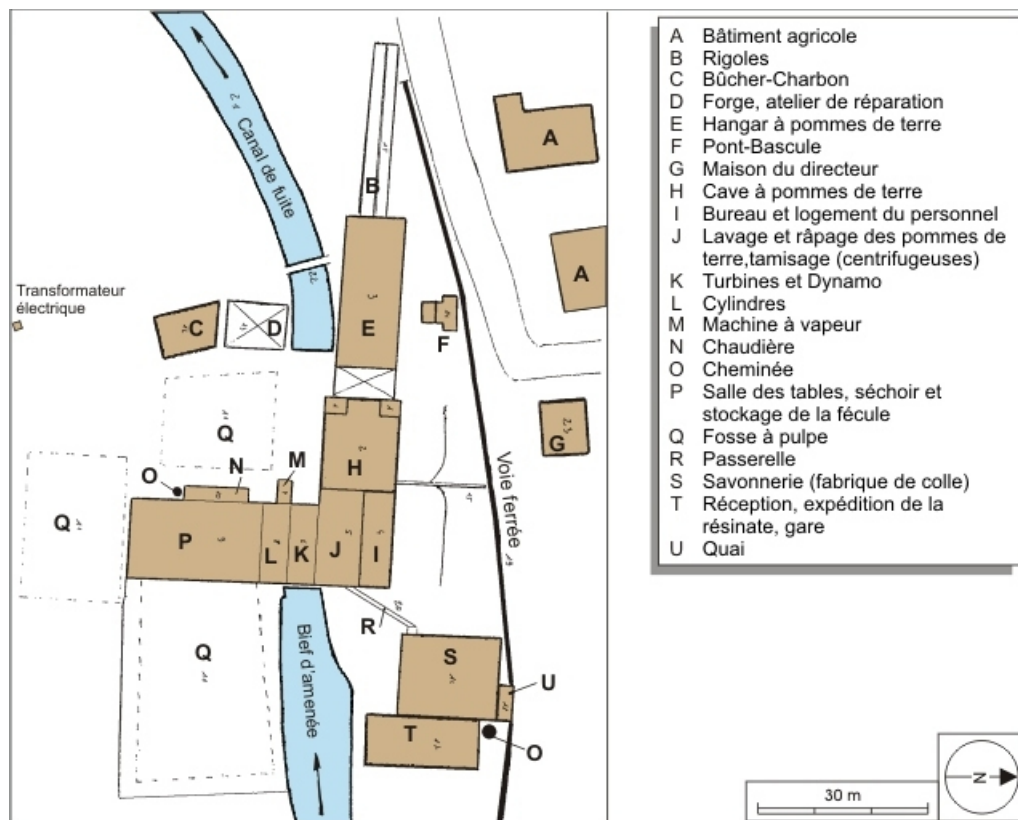 A Bâtiment agricole
B Rigoles
C Bûcher-Charbon
D Forge, atelier de réparation
E Hangar à pommes de terre
F Pont-Bascule
G Maison du directeur
H Cave à pommes de terre
I Bureau et logement du personnel
J Lavage et râpage des pommes de
terre,tamisage (centrifugeuses)
K Turbines et Dynamo
L Cylindres
M Machine à vapeur
N Chaudière
O Cheminée
P Salle des tables, séchoir et
stockage de la fécule
Q Fosse à pulpe
R Passerelle
S Savonnerie (fabrique de colle)
T Réception, expédition de la
résinate, gare
U Quai
Canal de fuite
Transformateur
électrique
Voie ferrée
Bief d'amenée
A
B
A
C
D
E
F
G
Q
H
M
N
O
Q
P
L
K
J
I
R
Q
S
U
T
O
30 m
N